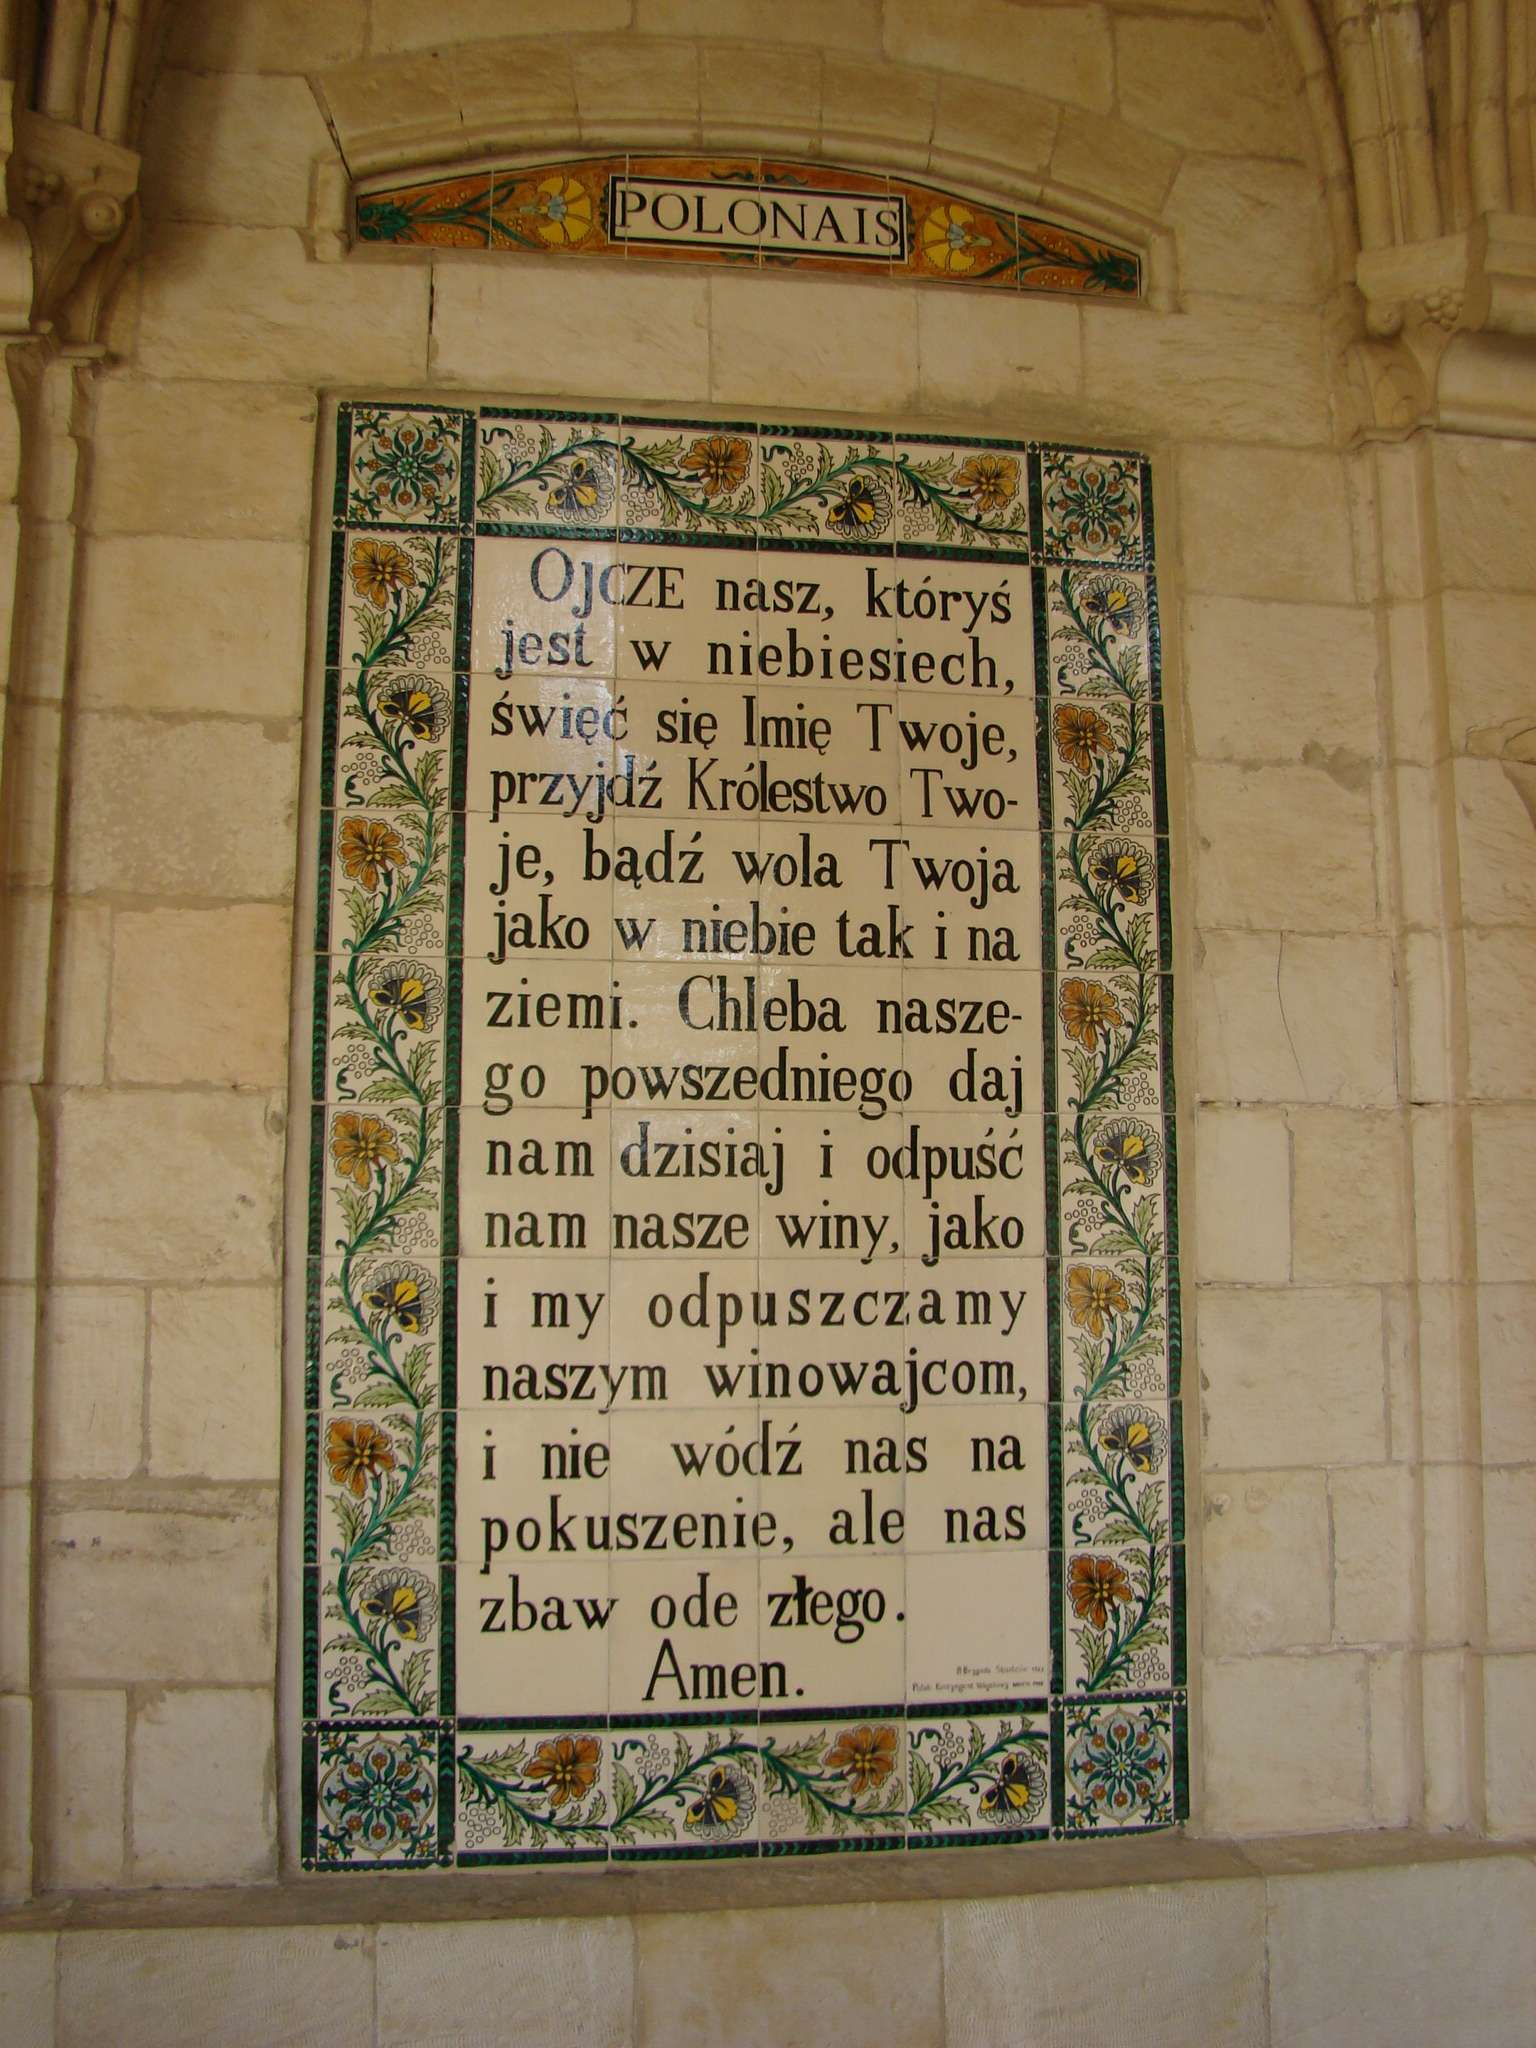 POLONAIS
OjCZE nasz, któryś
jest w niebiesiech,
święć się Imię Twoje,
przyjdź Królestwo Two-
je, bądź wola Twoja
jako w niebie tak i na
ziemi. Chleba nasze-
go powszedniego daj
nam dzisiaj i odpuść
nam nasze winy, jako
i my odpuszczamy
naszym winowajcom,
i nie wódź nas na
pokuszenie, ale nas
zbaw ode złego.
Amen.